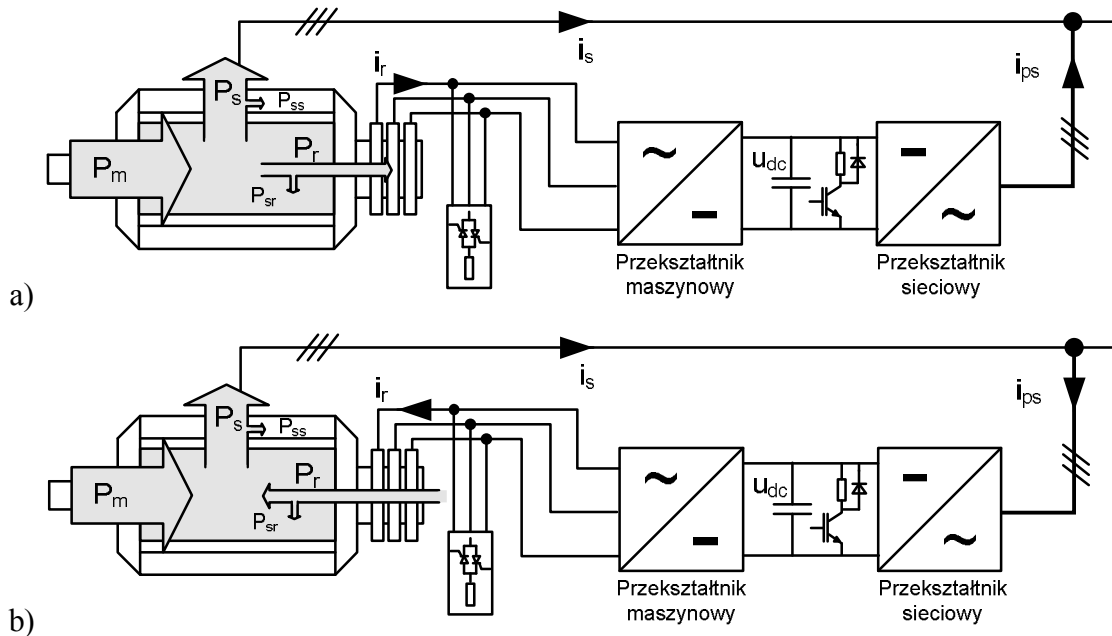 i_s
i_ps
i_r
P_s
P_ss
P_m
P_r
P_sr
u_dc
Przekształtnik
maszynowy
Przekształtnik
sieciowy
a)
i_s
i_ps
i_r
P_s
P_ss
P_m
P_r
P_sr
u_dc
Przekształtnik
maszynowy
Przekształtnik
sieciowy
b)